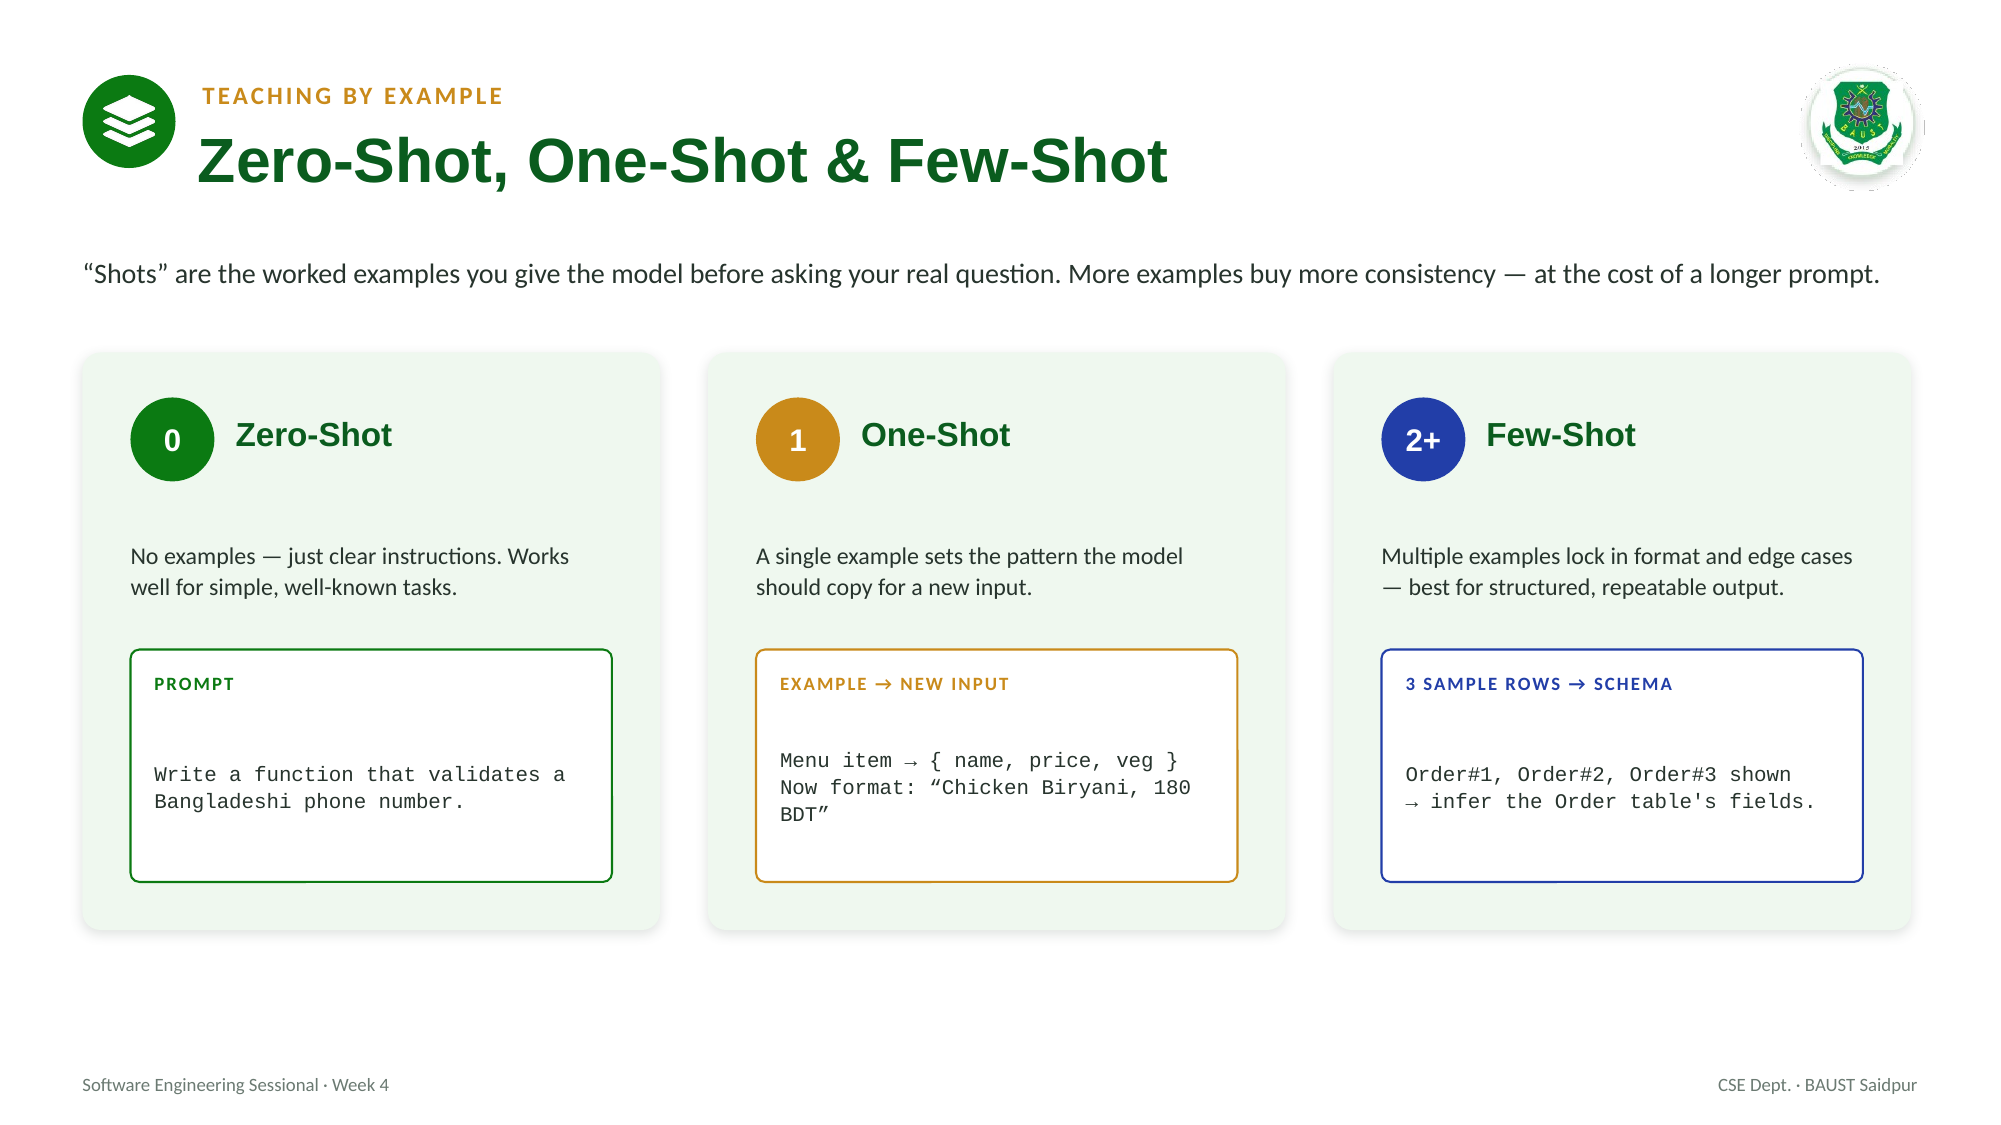 TEACHING BY EXAMPLE
Zero-Shot, One-Shot & Few-Shot
BAUST
2015
KNOWLEDGE
“Shots” are the worked examples you give the model before asking your real question. More examples buy more consistency — at the cost of a longer prompt.
0
Zero-Shot
No examples — just clear instructions. Works
well for simple, well-known tasks.
PROMPT
Write a function that validates a
Bangladeshi phone number.
1
One-Shot
A single example sets the pattern the model
should copy for a new input.
EXAMPLE → NEW INPUT
Menu item → { name, price, veg }
Now format: “Chicken Biryani, 180
BDT”
2+
Few-Shot
Multiple examples lock in format and edge cases
— best for structured, repeatable output.
3 SAMPLE ROWS → SCHEMA
Order#1, Order#2, Order#3 shown
→ infer the Order table's fields.
Software Engineering Sessional · Week 4
CSE Dept. · BAUST Saidpur